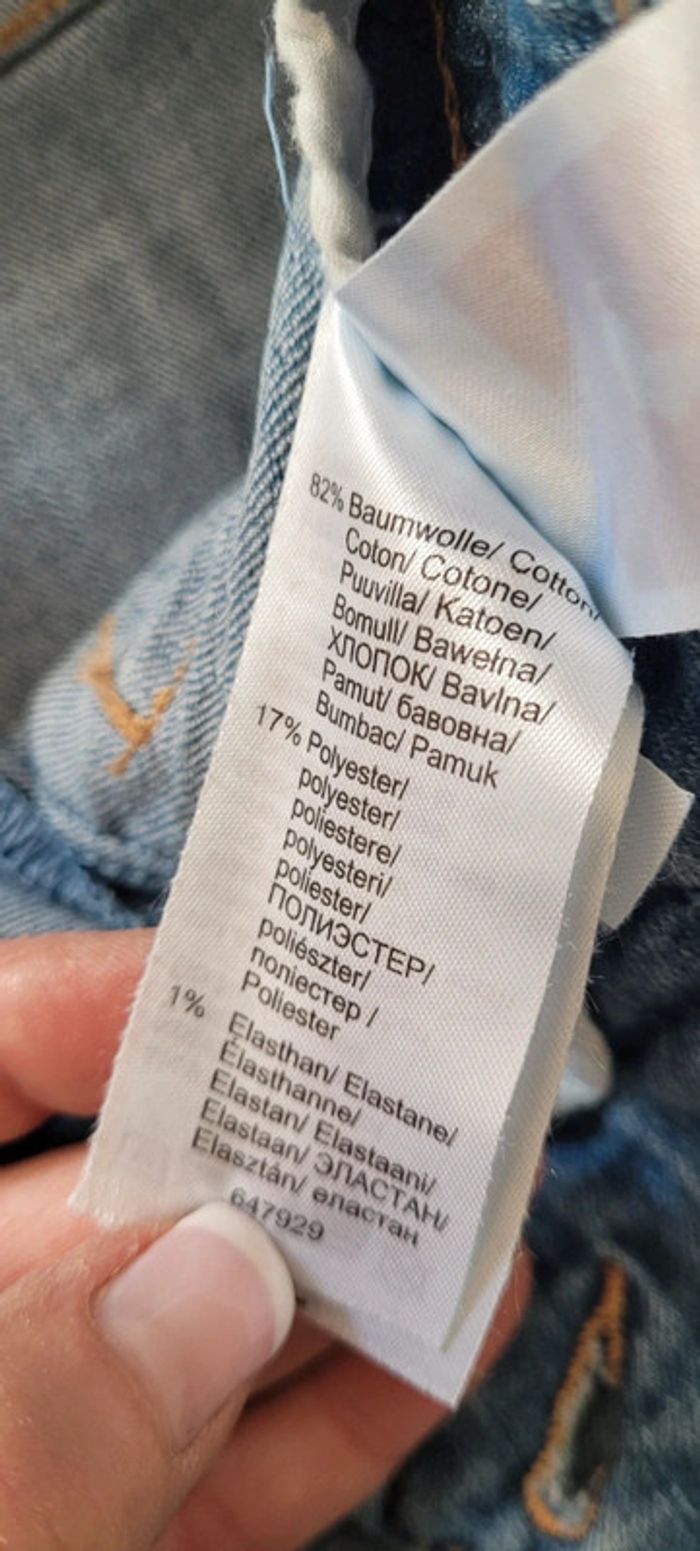 82% Baumwolle/ Cotton/
Coton/ Cotone/
Puuvilla/ Katoen/
Bomull/ Bawełna/
ХЛОПОК/ Bavlna/
Pamut/ бавовна/
Bumbac/ Pamuk
17% Polyester/
polyester/
poliestere/
polyesteri/
poliester/
ПОЛИЭСТЕР/
poliészter/
поліестер /
Poliester
1% Elasthan/ Elastane/
Élasthanne/
Elastan/ Elastaani/
Elastaan/ ЭЛАСТАН/
Elasztán/ еластан
647929